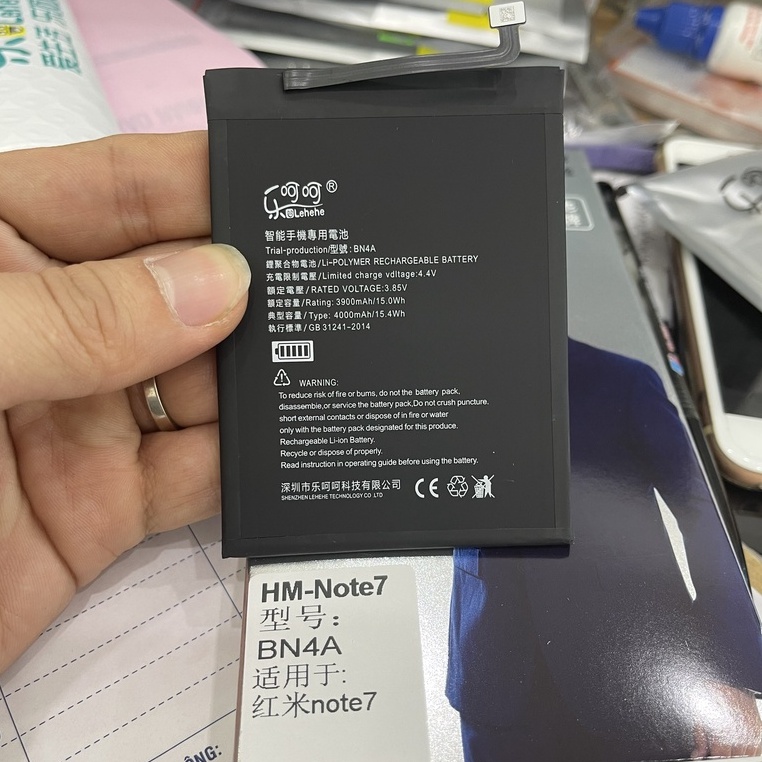 乐呵呵®
Lehehe
智能手機專用電池
Trial-production/型號: BN4A
鋰聚合物電池/Li-POLYMER RECHARGEABLE BATTERY
充電限制電壓/Limited charge vdltage:4.4V
額定電壓/RATED VOLTAGE:3.85V
額定容量/Rating: 3900mAh/15.0Wh
典型容量/Type: 4000mAh/15.4Wh
執行標準/GB 31241-2014
WARNING:
To reduce risk of fire or bums, do not the battery pack,
disassemble,or service the battery pack,Do not crush puncture,
short external contacts or dispose of in fire or water
only with the battery pack designated for this produce.
Rechargeable Li-ion Battery.
Recycle or dispose of properly.
Read instruction in operating guide before using the battery.
深圳市乐呵呵科技有限公司
SHENZHEN LEHEHE TECHNOLOGY CO LTD
CE
HM-Note7
型号:
BN4A
适用于:
红米note7
ÔNG: